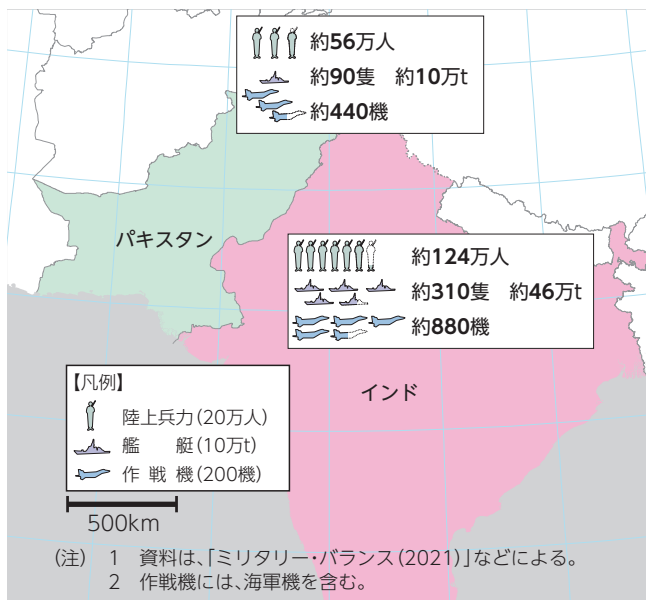 約56万人
約90隻 約10万t
約440機
パキスタン
約124万人
約310隻 約46万t
約880機
インド
【凡例】
陸上兵力(20万人)
艦 艇(10万t)
作 戦 機(200機)
500km
(注) 1 資料は、「ミリタリー・バランス(2021)」などによる。
2 作戦機には、海軍機を含む。